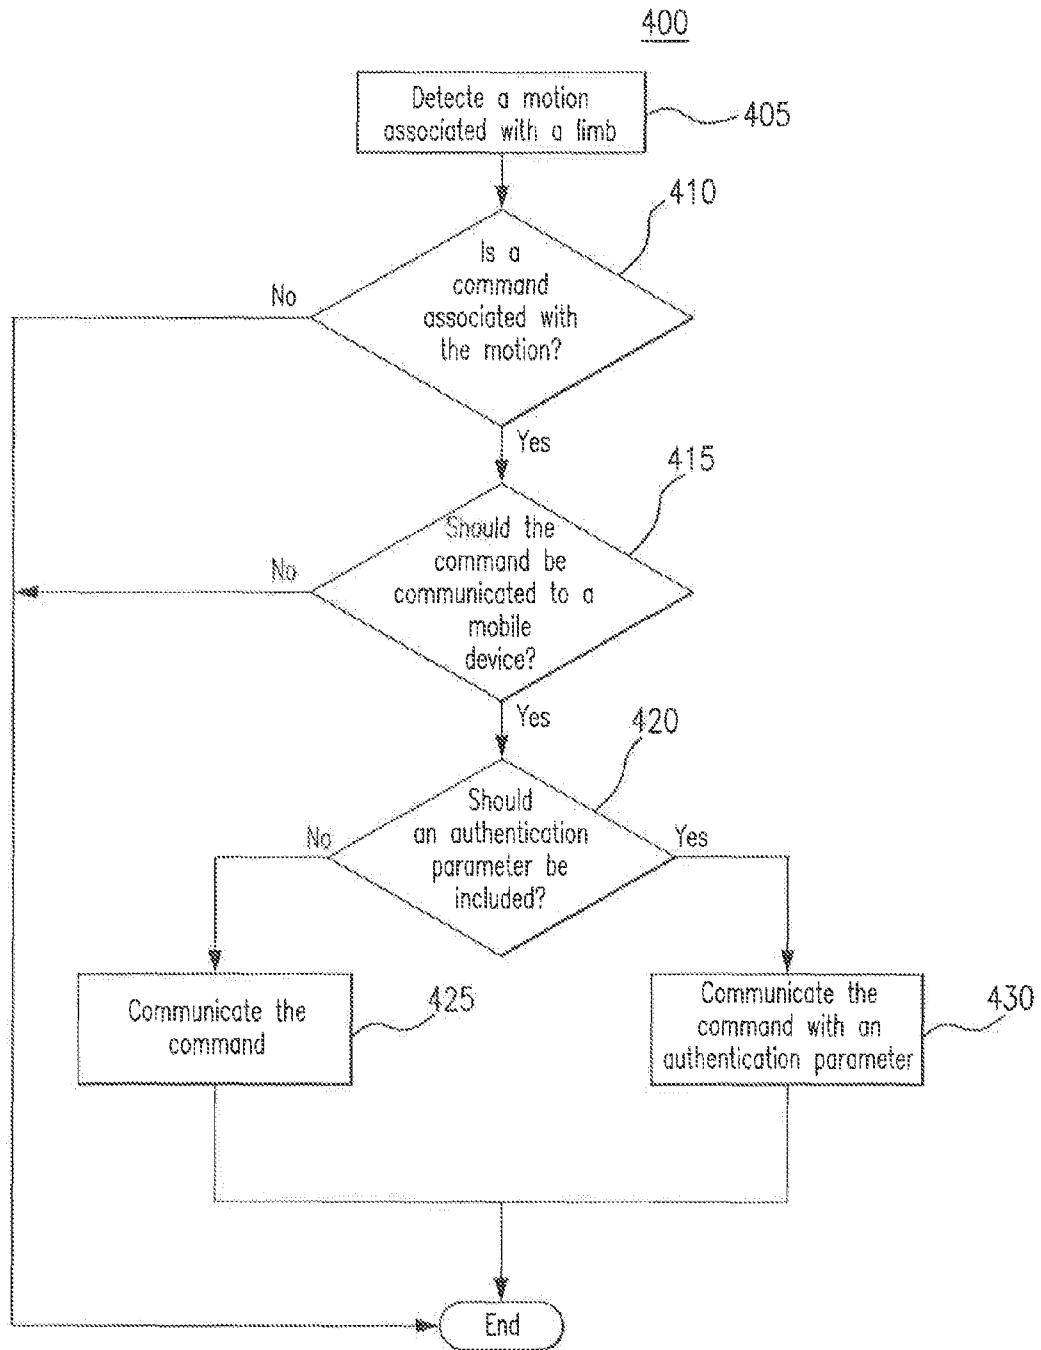 400
Detecte a motion
associated with a limb
405
410
Is a
command
associated with
the motion?
No
Yes
415
Should the
command be
communicated to a
mobile
device?
No
Yes
420
Should
an authentication
parameter be
included?
No
Yes
Communicate the
command
425
Communicate the
command with an
authentication parameter
430
End